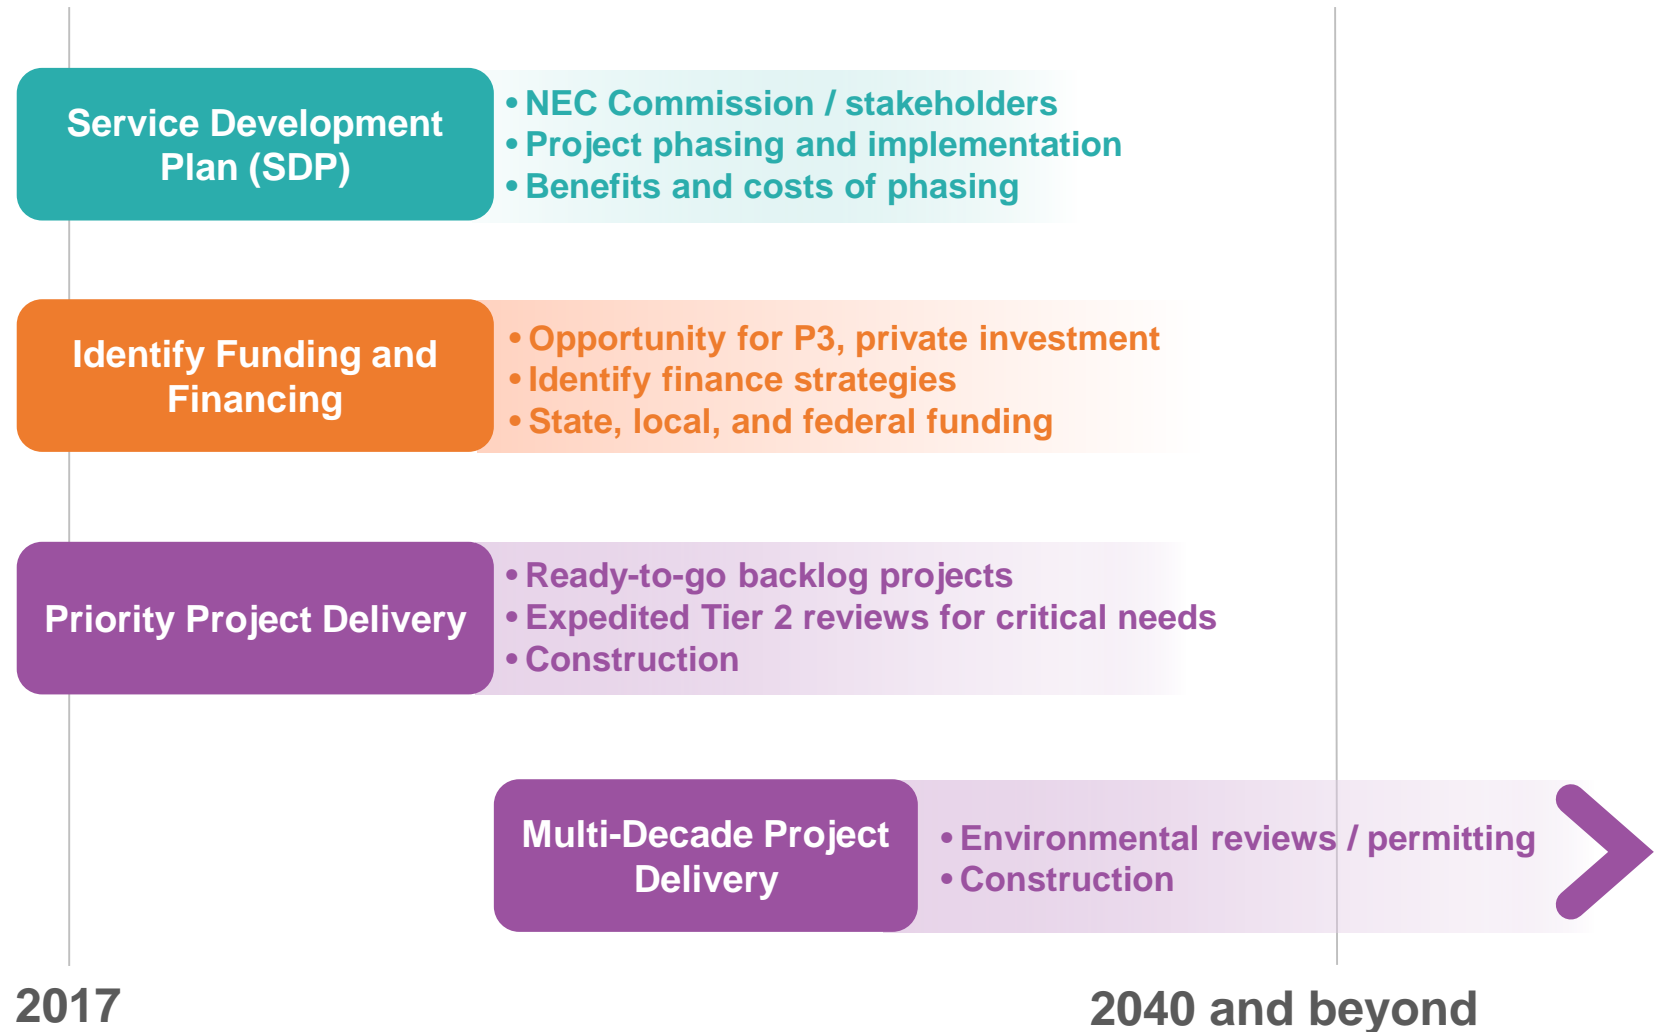 Service Development
Plan (SDP)
• NEC Commission / stakeholders
• Project phasing and implementation
• Benefits and costs of phasing
Identify Funding and
Financing
• Opportunity for P3, private investment
• Identify finance strategies
• State, local, and federal funding
Priority Project Delivery
• Ready-to-go backlog projects
• Expedited Tier 2 reviews for critical needs
• Construction
Multi-Decade Project
Delivery
• Environmental reviews / permitting
• Construction
2017
2040 and beyond